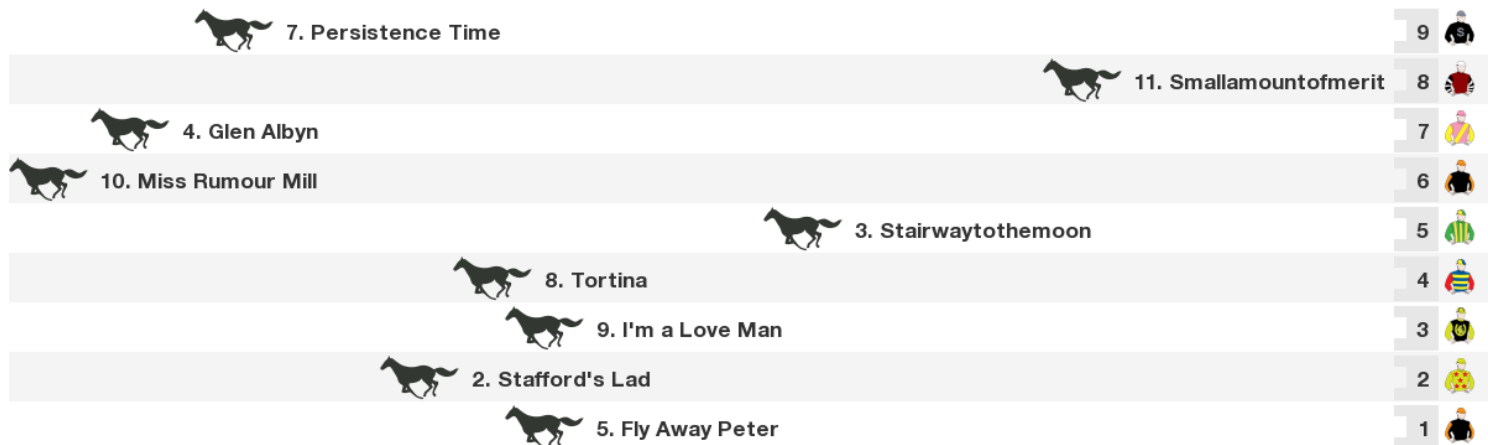 7. Persistence Time 9 S
11. Smallamountofmerit 8
4. Glen Albyn 7
10. Miss Rumour Mill 6
3. Stairwaytothemoon 5
8. Tortina 4
9. I'm a Love Man 3
2. Stafford's Lad 2
5. Fly Away Peter 1